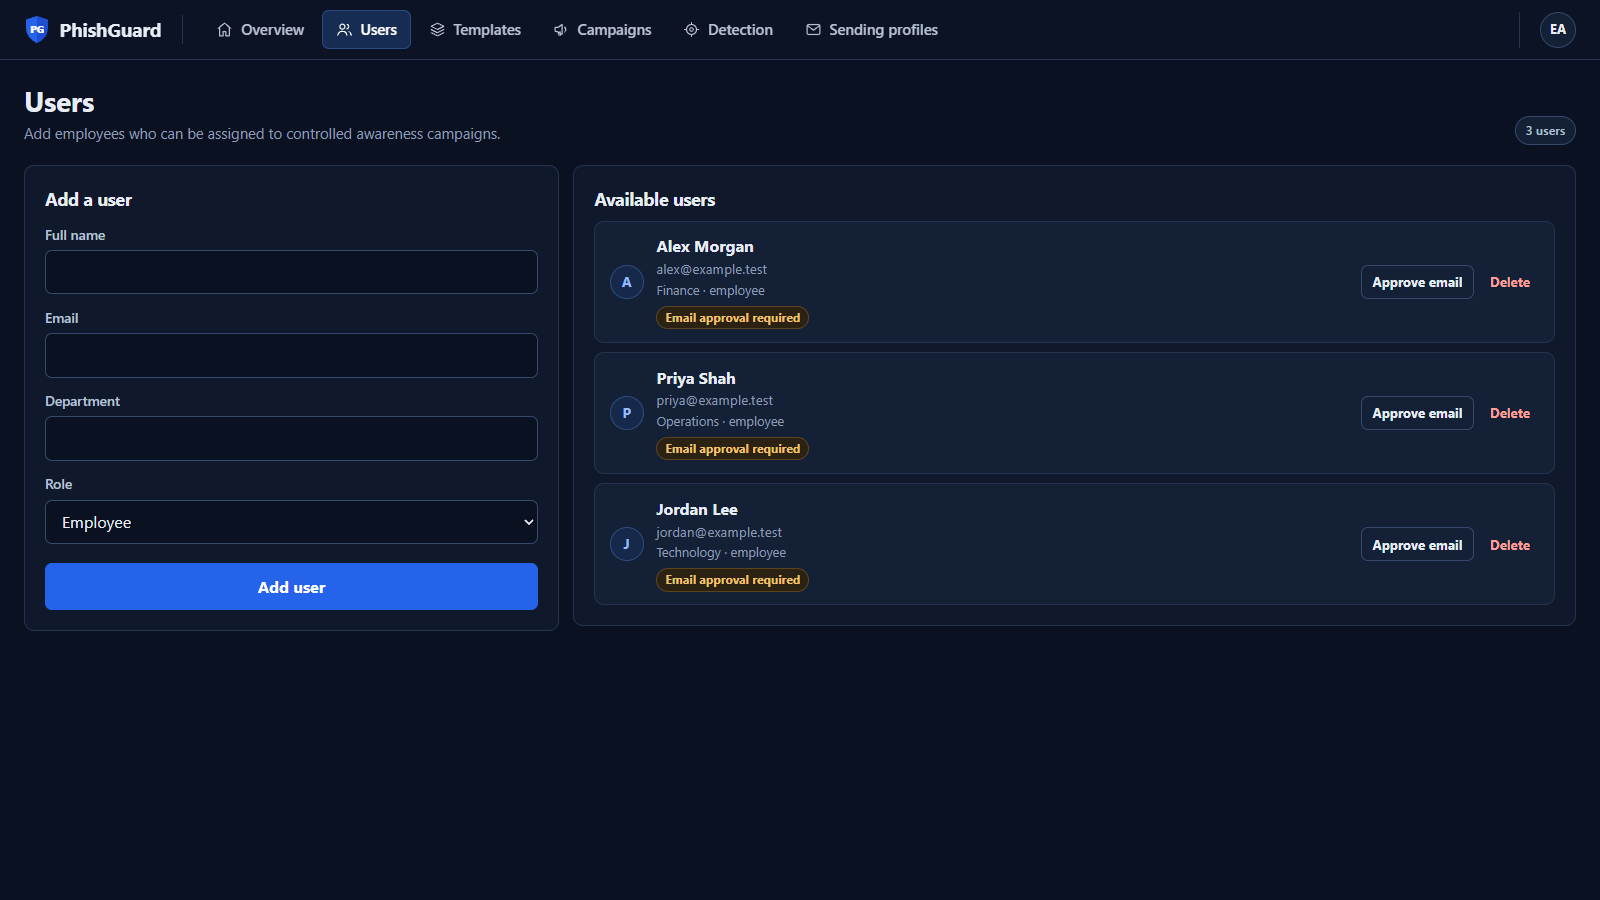 PG PhishGuard
Overview
Users
Templates
Campaigns
Detection
Sending profiles
EA
Users
Add employees who can be assigned to controlled awareness campaigns.
3 users
Add a user
Full name
Email
Department
Role
Employee
Add user
Available users
A
Alex Morgan
alex@example.test
Finance · employee
Email approval required
Approve email
Delete
P
Priya Shah
priya@example.test
Operations · employee
Email approval required
Approve email
Delete
J
Jordan Lee
jordan@example.test
Technology · employee
Email approval required
Approve email
Delete